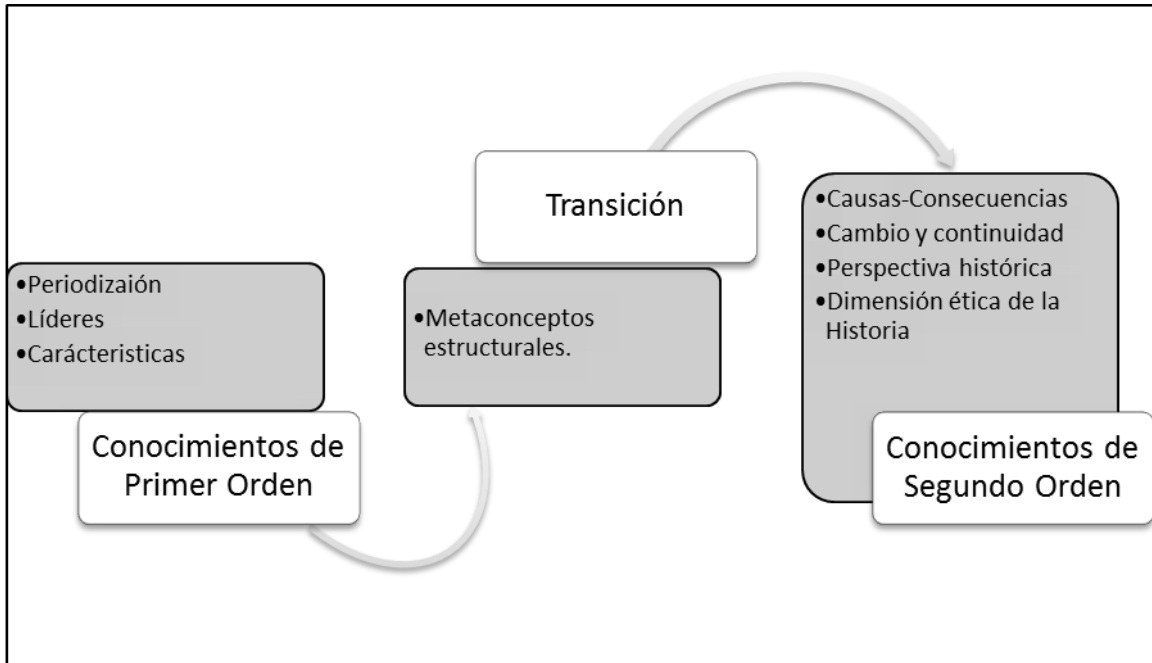 •Periodizaión
•Líderes
•Carácteristicas
Conocimientos de
Primer Orden
Transición
•Metaconceptos
estructurales.
•Causas-Consecuencias
•Cambio y continuidad
•Perspectiva histórica
•Dimensión ética de la
Historia
Conocimientos de
Segundo Orden